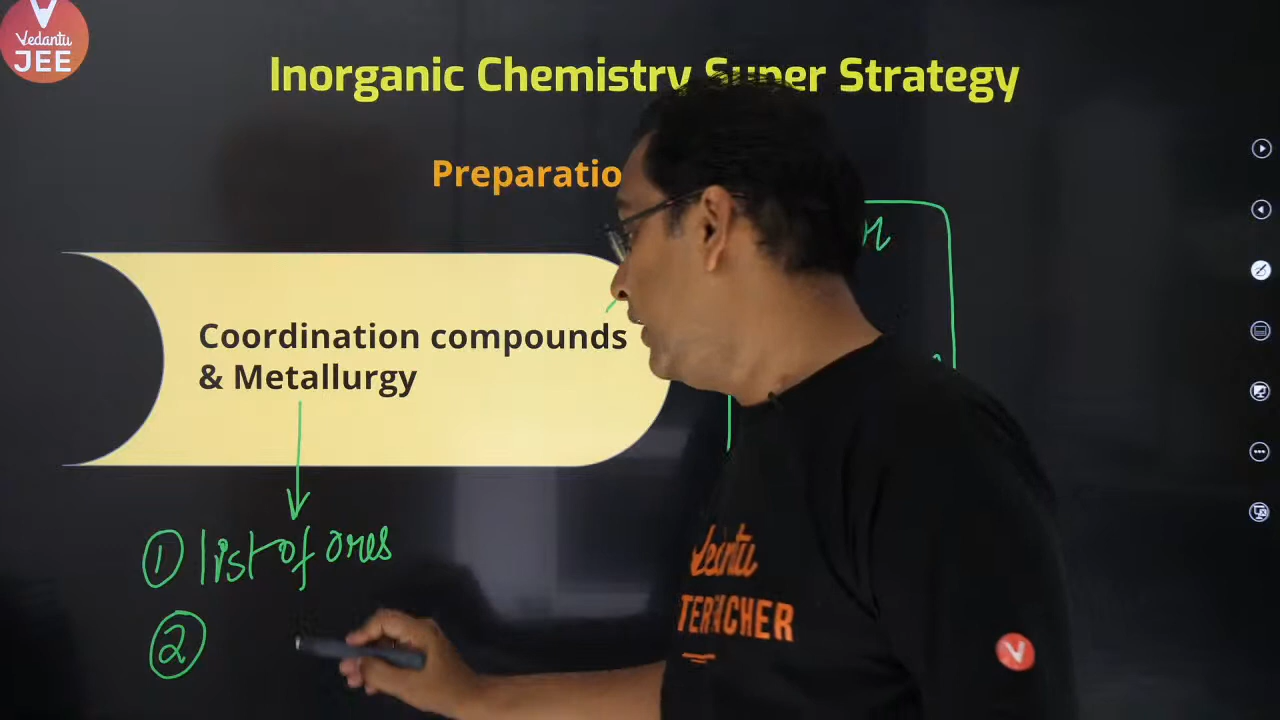 Vedantu
JEE
Inorganic Chemistry Super Strategy
Preparatio
Coordination compounds
& Metallurgy
① list of ores
②
Vedantu
TEACHER